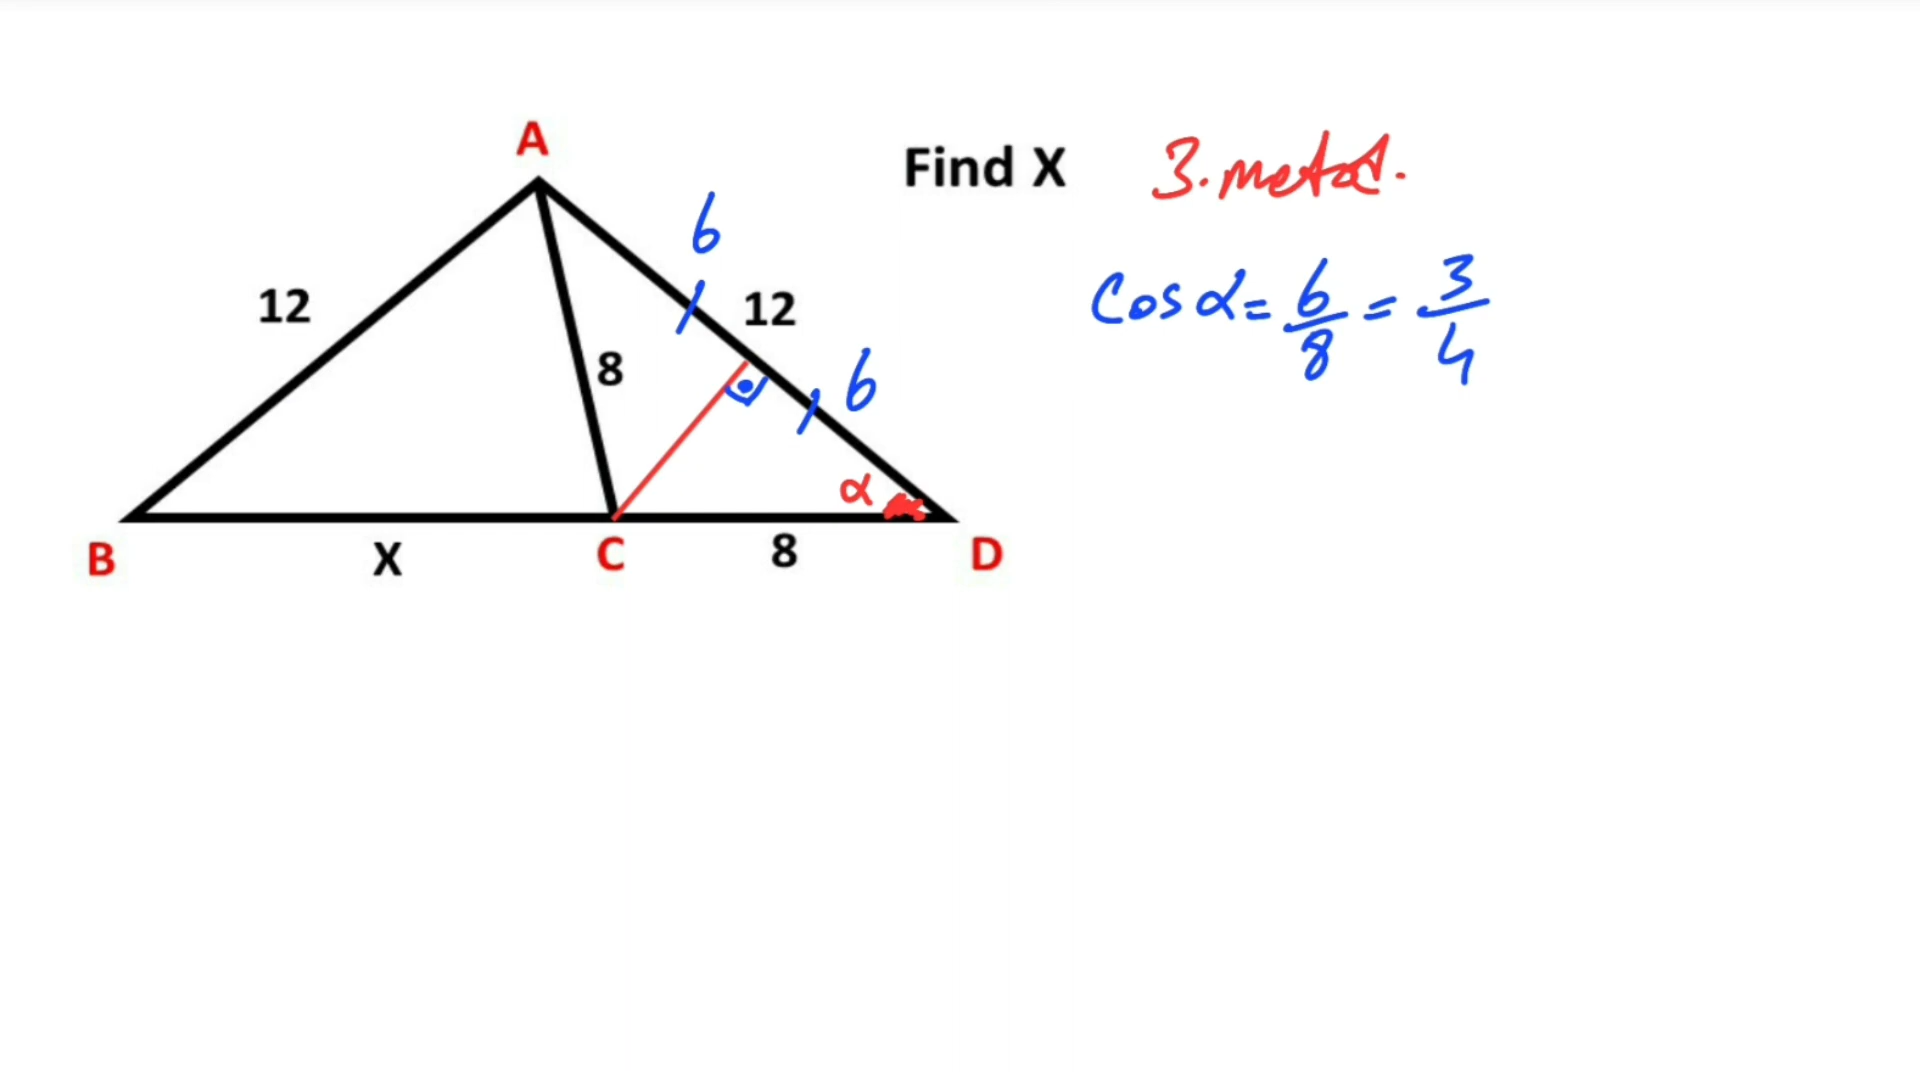 A
Find X
3. metod.
6
12
12
cos α = 6/8 = 3/4
8
6
α
B
X
C
8
D